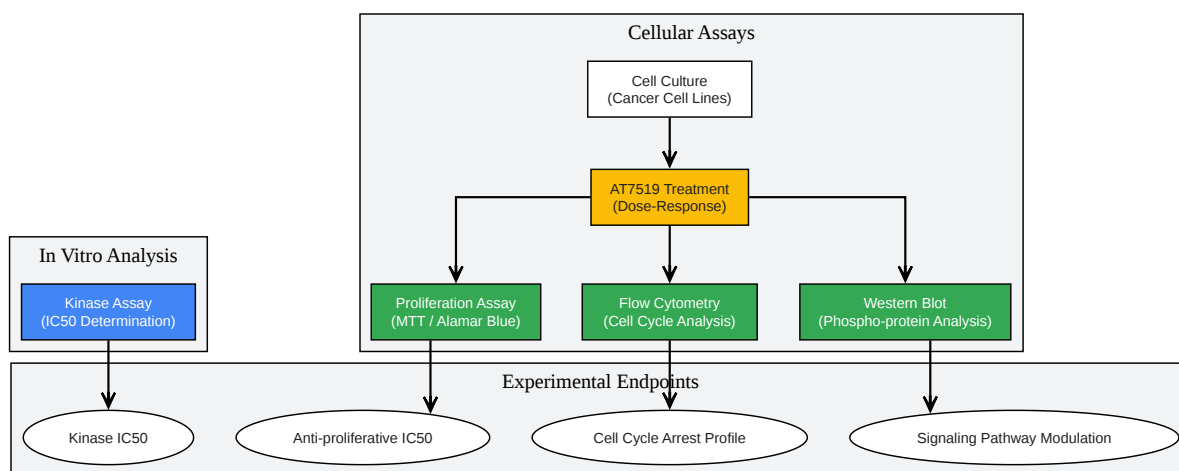 Cellular Assays
Cell Culture
(Cancer Cell Lines)
AT7519 Treatment
(Dose-Response)
In Vitro Analysis
Kinase Assay
(IC50 Determination)
Proliferation Assay
(MTT / Alamar Blue)
Flow Cytometry
(Cell Cycle Analysis)
Western Blot
(Phospho-protein Analysis)
Experimental Endpoints
Kinase IC50
Anti-proliferative IC50
Cell Cycle Arrest Profile
Signaling Pathway Modulation